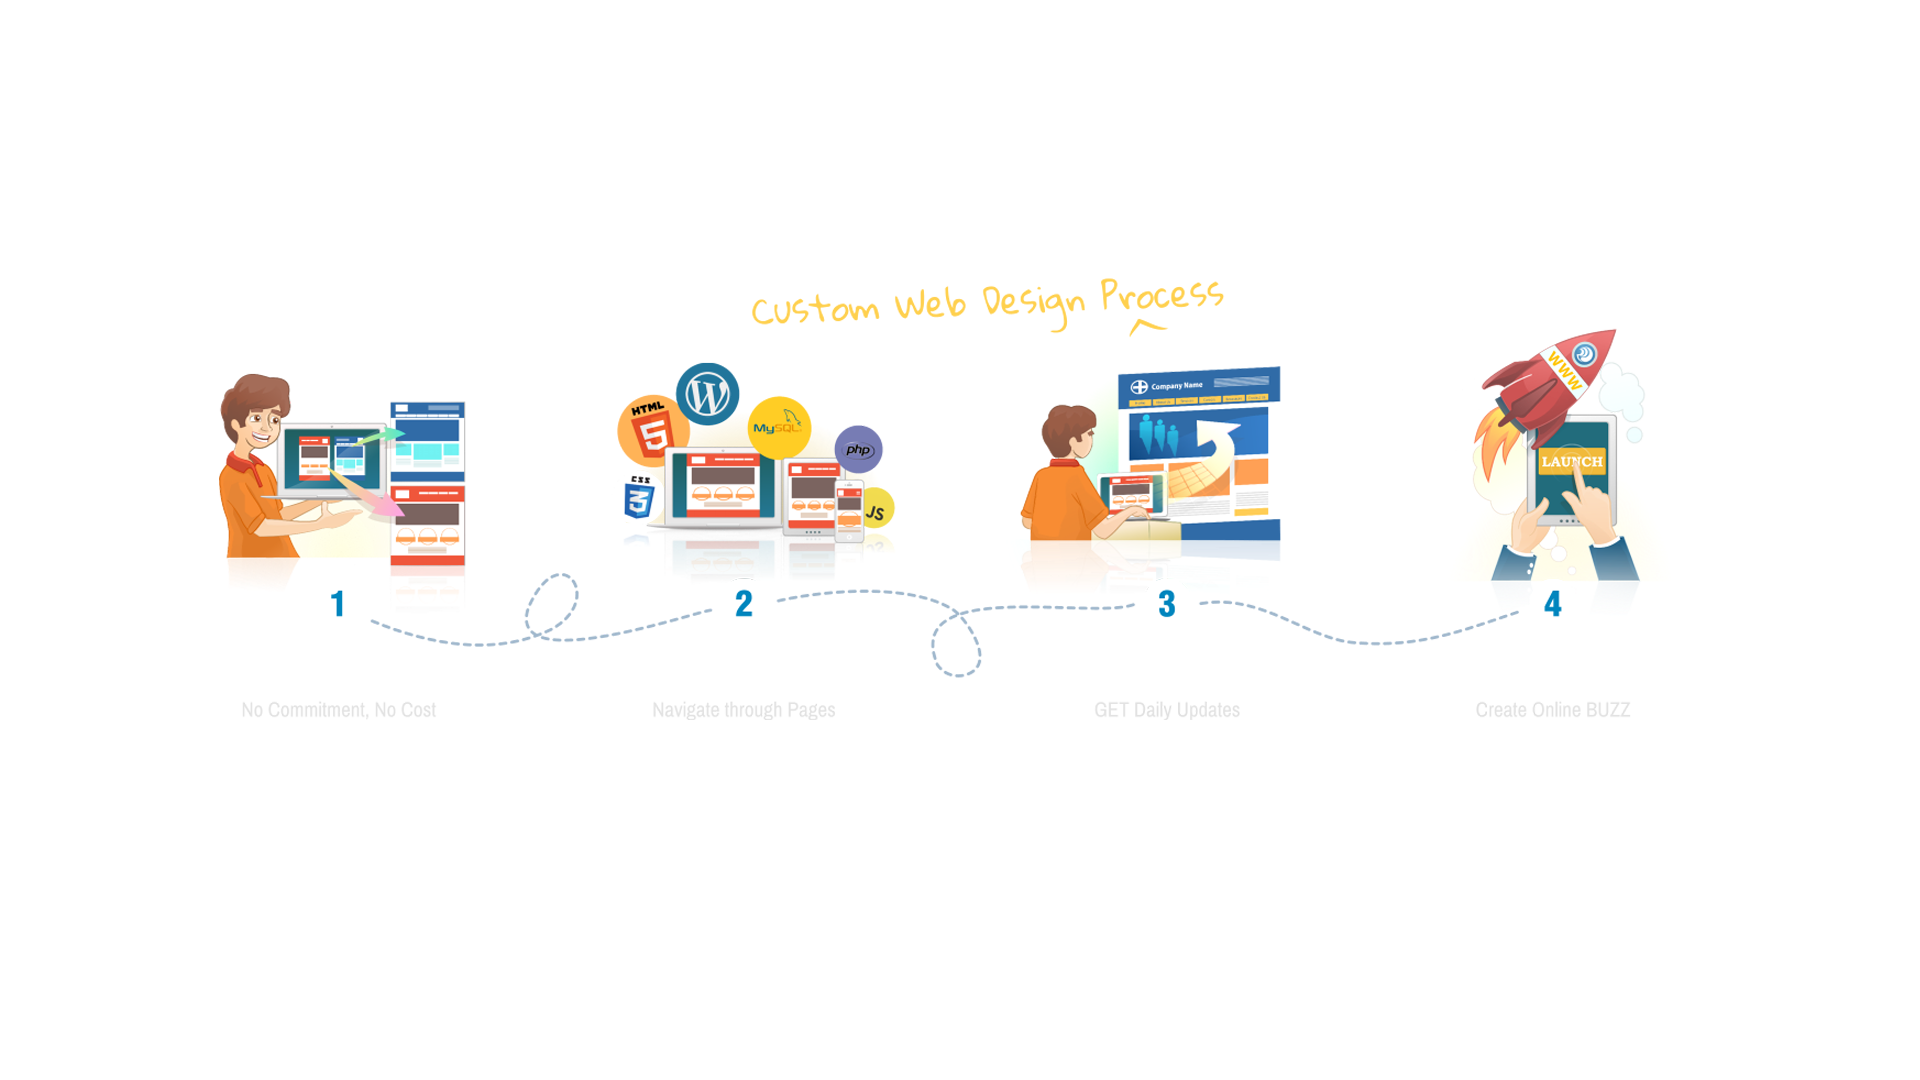 Custom Web Design Process
HTML
5
W
MySQL
php
CSS
3
JS
Company Name
WWW
LAUNCH
1
2
3
4
No Commitment, No Cost
Navigate through Pages
GET Daily Updates
Create Online BUZZ